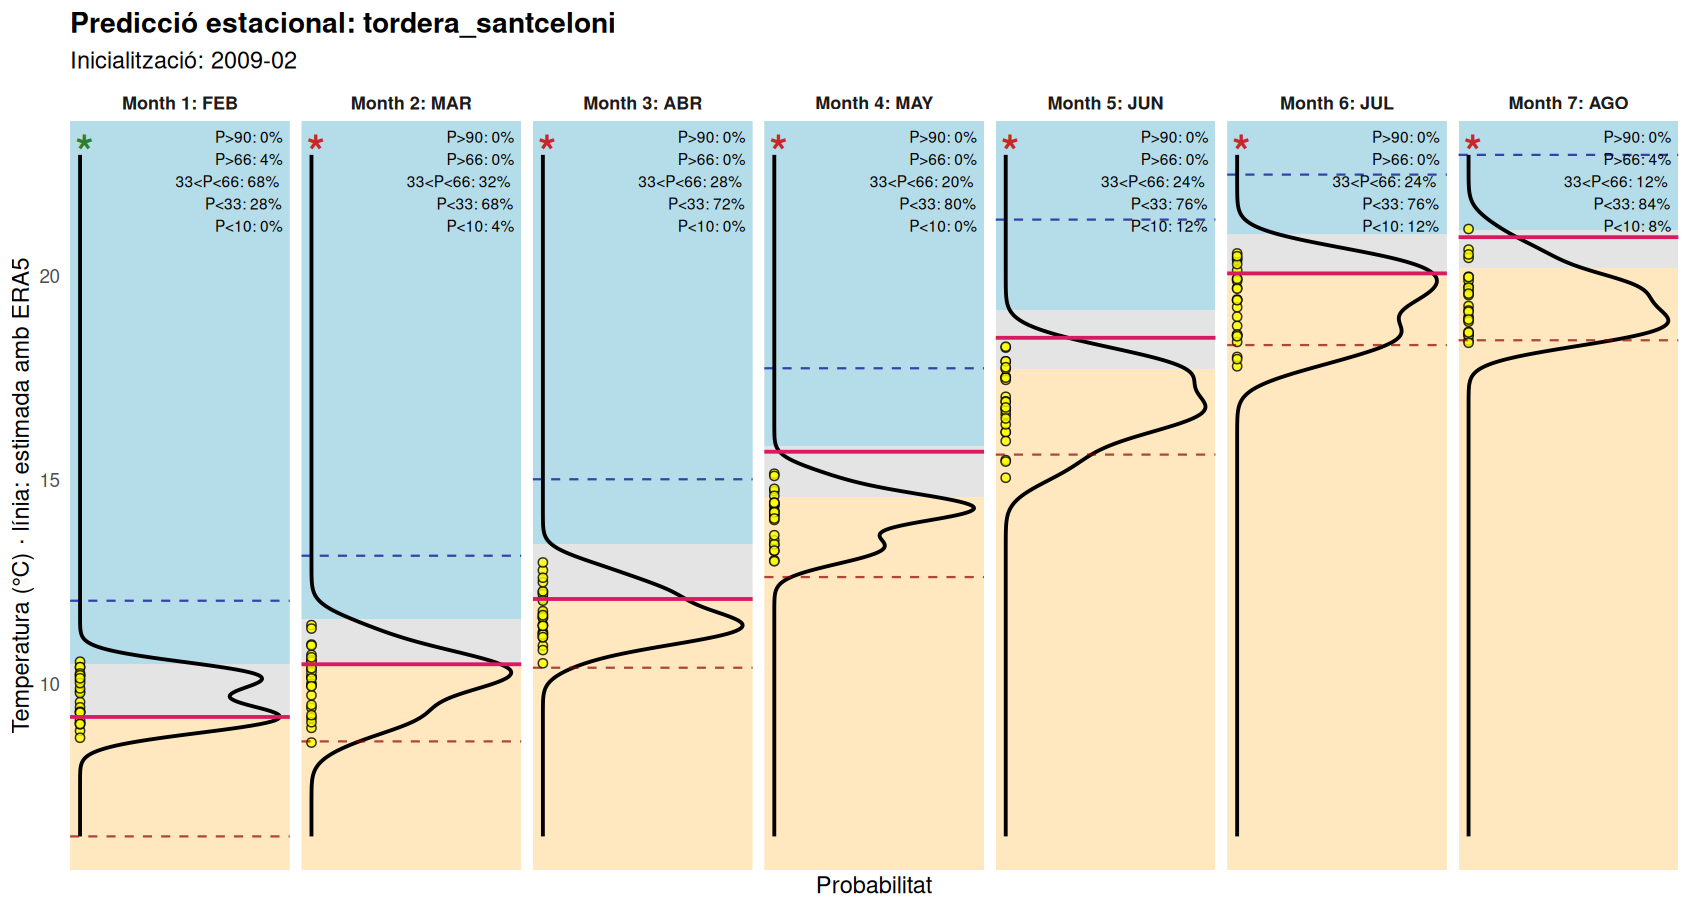 Predicció estacional: tordera_santceloni
Inicialització: 2009-02
Month 1: FEB
Month 2: MAR
Month 3: ABR
Month 4: MAY
Month 5: JUN
Month 6: JUL
Month 7: AGO
*
P>90: 0%
P>66: 4%
33<P<66: 68%
P<33: 28%
P<10: 0%
*
P>90: 0%
P>66: 0%
33<P<66: 32%
P<33: 68%
P<10: 4%
*
P>90: 0%
P>66: 0%
33<P<66: 28%
P<33: 72%
P<10: 0%
*
P>90: 0%
P>66: 0%
33<P<66: 20%
P<33: 80%
P<10: 0%
*
P>90: 0%
P>66: 0%
33<P<66: 24%
P<33: 76%
P<10: 12%
*
P>90: 0%
P>66: 0%
33<P<66: 24%
P<33: 76%
P<10: 12%
*
P>90: 0%
P>66: 4%
33<P<66: 12%
P<33: 84%
P<10: 8%
Temperatura (°C) · línia: estimada amb ERA5
20
15
10
Probabilitat